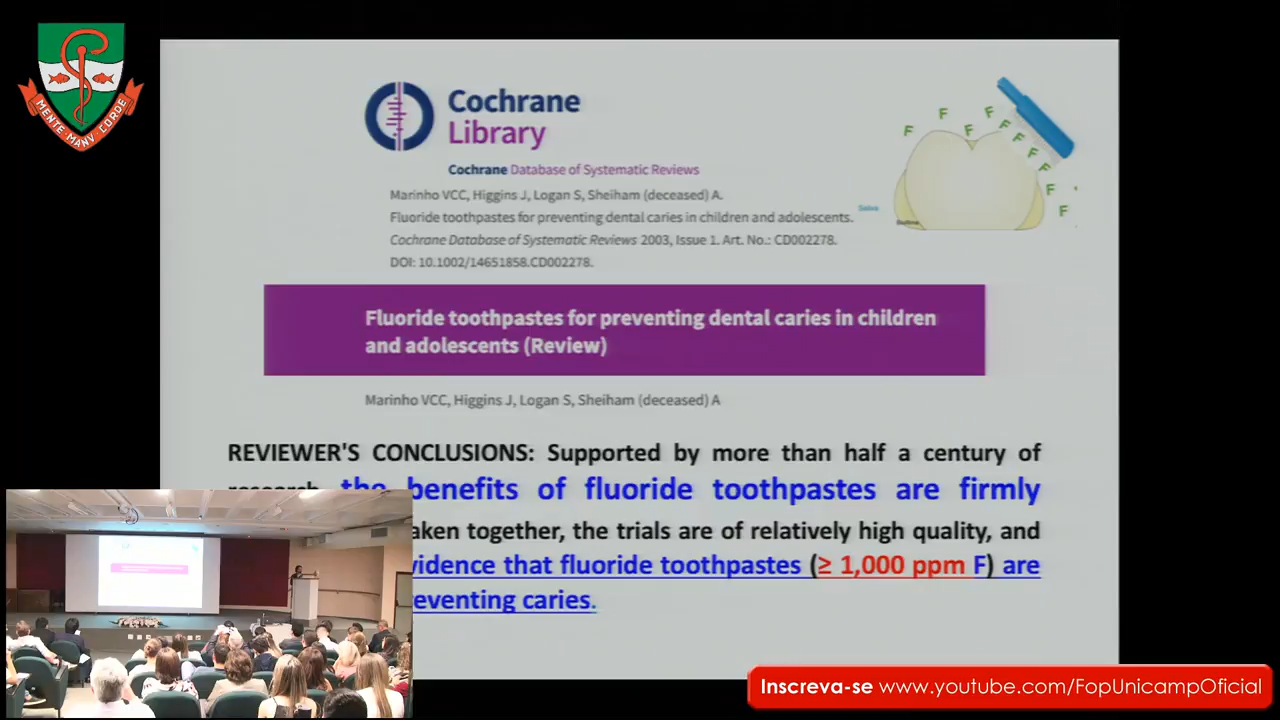 MENTE MANV CORDE
Cochrane
Library
Cochrane Database of Systematic Reviews
Marinho VCC, Higgins J, Logan S, Sheiham (deceased) A.
Fluoride toothpastes for preventing dental caries in children and adolescents.
Cochrane Database of Systematic Reviews 2003, Issue 1. Art. No.: CD002278.
DOI: 10.1002/14651858.CD002278.
F F F F F F F F F F F
Saliva
Biofilme
Fluoride toothpastes for preventing dental caries in children
and adolescents (Review)
Marinho VCC, Higgins J, Logan S, Sheiham (deceased) A
REVIEWER'S CONCLUSIONS: Supported by more than half a century of
the benefits of fluoride toothpastes are firmly
aken together, the trials are of relatively high quality, and
vidence that fluoride toothpastes (≥ 1,000 ppm F) are
eventing caries.
Inscreva-se www.youtube.com/FopUnicampOficial